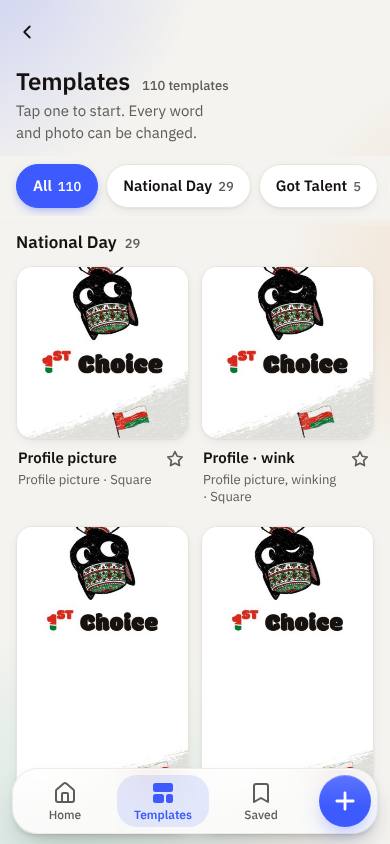 Templates 110 templates
Tap one to start. Every word
and photo can be changed.
All 110 National Day 29 Got Talent 5
National Day 29
1ST Choice
1ST Choice
Profile picture
Profile picture · Square
Profile · wink
Profile picture, winking
· Square
1ST Choice
1ST Choice
Home
Templates
Saved